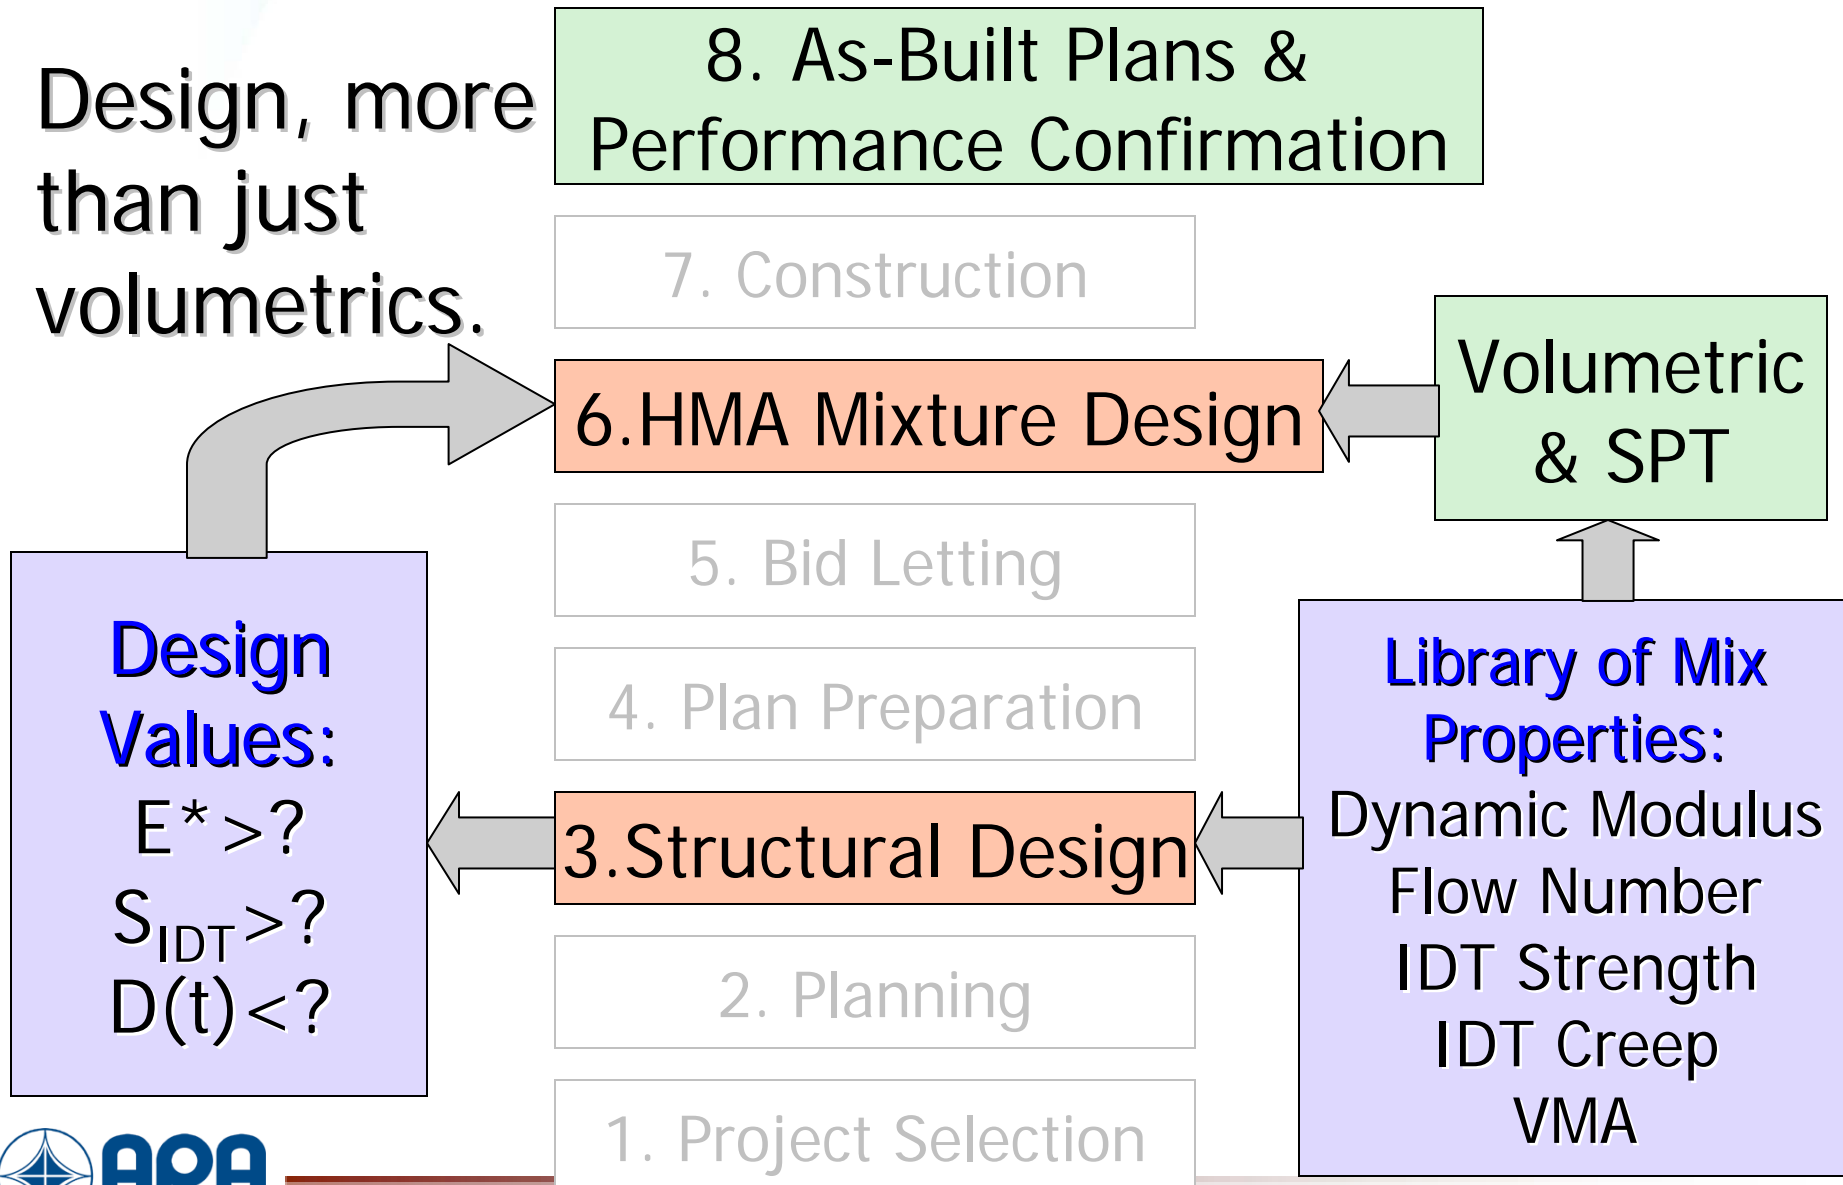 Design, more
than just
volumetrics.
8. As-Built Plans &
Performance Confirmation
7. Construction
6.HMA Mixture Design
5. Bid Letting
4. Plan Preparation
3.Structural Design
2. Planning
1. Project Selection
Volumetric
& SPT
Design
Values:
E*>?
S_IDT>?
D(t)<?
Library of Mix
Properties:
Dynamic Modulus
Flow Number
IDT Strength
IDT Creep
VMA